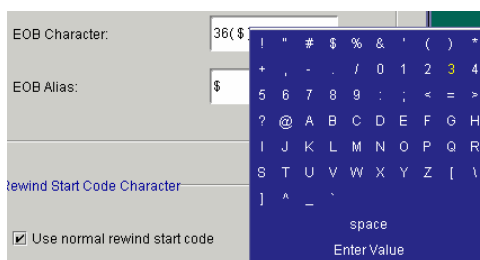 EOB Character: 36($)
EOB Alias: $
Rewind Start Code Character
Use normal rewind start code
! " # $ % & ' ( ) *
+ , - . / 0 1 2 3 4
5 6 7 8 9 : ; < = >
? @ A B C D E F G H
I J K L M N O P Q R
S T U V W X Y Z [ \
] ^ _ `
space
Enter Value